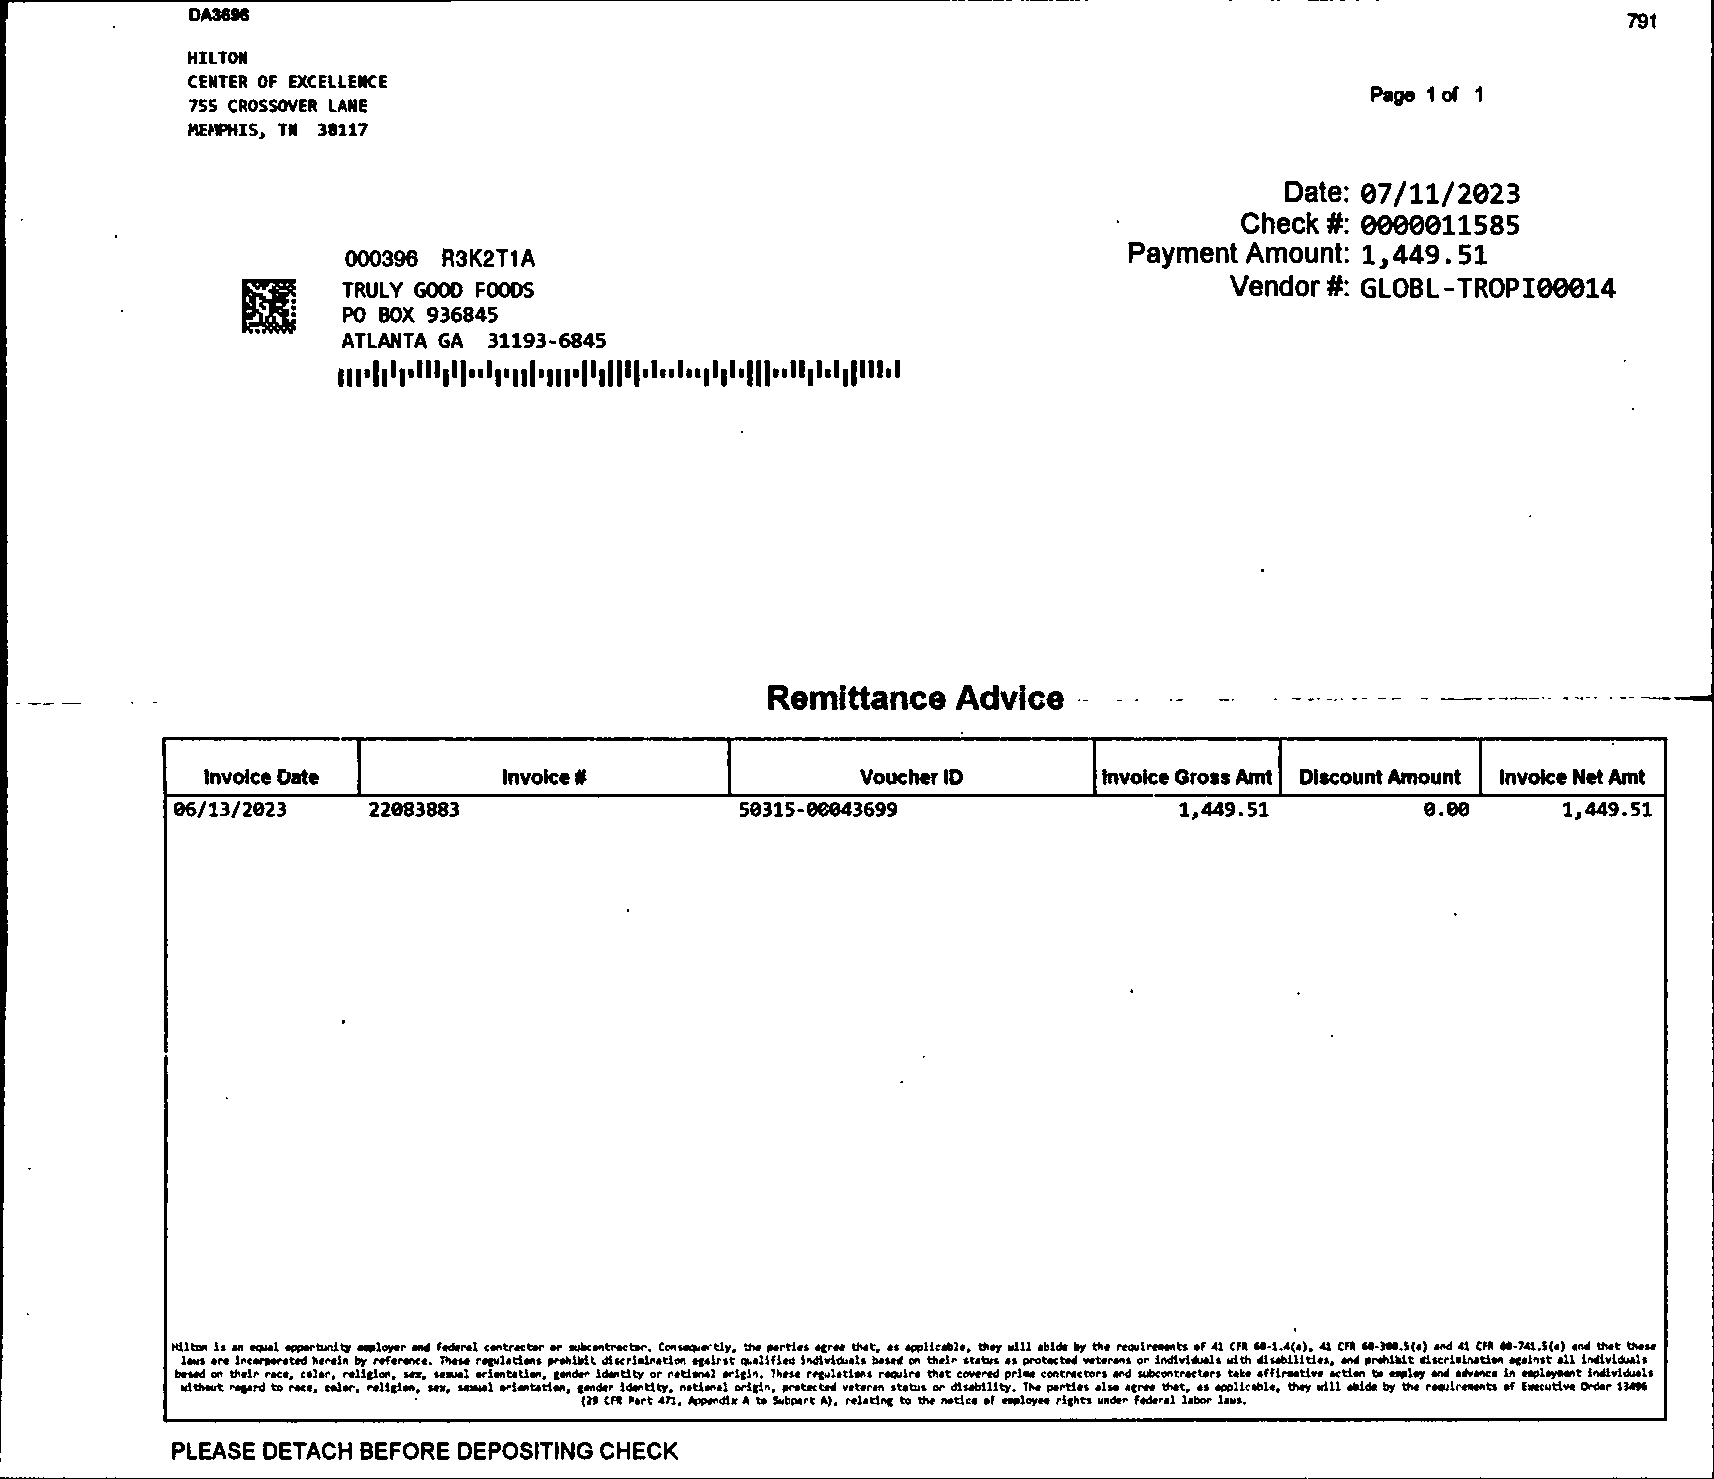 DA3696
791
HILTON
CENTER OF EXCELLENCE
755 CROSSOVER LANE
MEMPHIS, TN 38117
Page 1 of 1
Date: 07/11/2023
Check #: 0000011585
Payment Amount: 1,449.51
Vendor #: GLOBL-TROPI00014
000396 R3K2T1A
TRULY GOOD FOODS
PO BOX 936845
ATLANTA GA 31193-6845
Remittance Advice
Invoice Date Invoice # Voucher ID Invoice Gross Amt Discount Amount Invoice Net Amt
06/13/2023 22083883 50315-00043699 1,449.51 0.00 1,449.51
Hilton is an equal opportunity employer and federal contractor or subcontractor. Consequently, the parties agree that, as applicable, they will abide by the requirements of 41 CFR 60-1.4(a), 41 CFR 60-300.5(a) and 41 CFR 60-741.5(a) and that these
laws are incorporated herein by reference. These regulations prohibit discrimination against qualified individuals based on their status as protected veterans or individuals with disabilities, and prohibit discrimination against all individuals
based on their race, color, religion, sex, sexual orientation, gender identity or national origin. These regulations require that covered prime contractors and subcontractors take affirmative action to employ and advance in employment individuals
without regard to race, color, religion, sex, sexual orientation, gender identity, national origin, protected veteran status or disability. The parties also agree that, as applicable, they will abide by the requirements of Executive Order 13496
(29 CFR Part 471, Appendix A to Subpart A), relating to the notice of employee rights under federal labor laws.
PLEASE DETACH BEFORE DEPOSITING CHECK